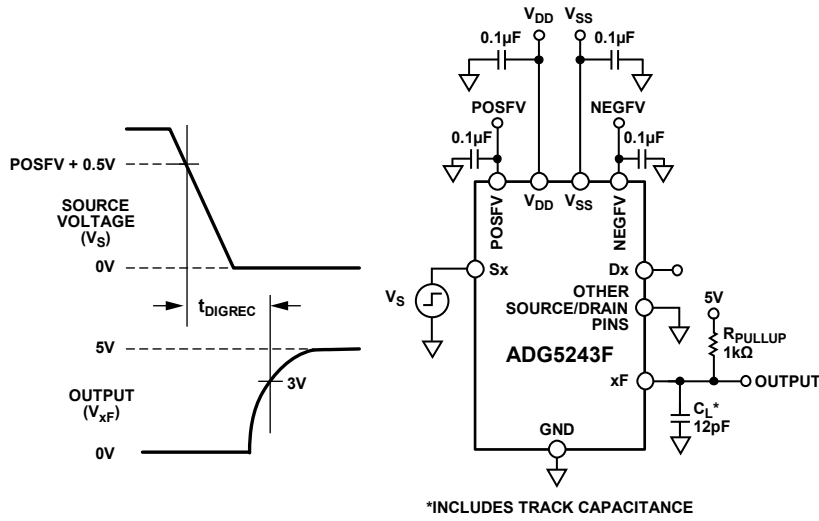 POSFV + 0.5V
SOURCE
VOLTAGE
(VS)
0V
tDIGREC
5V
3V
OUTPUT
(VxF)
0V
VDD
VSS
0.1µF
0.1µF
POSFV
NEGFV
0.1µF
0.1µF
POSFV
VDD
VSS
NEGFV
Sx
Dx
VS
OTHER
SOURCE/DRAIN
PINS
5V
RPULLUP
1kΩ
ADG5243F
xF
OUTPUT
CL*
12pF
GND
*INCLUDES TRACK CAPACITANCE